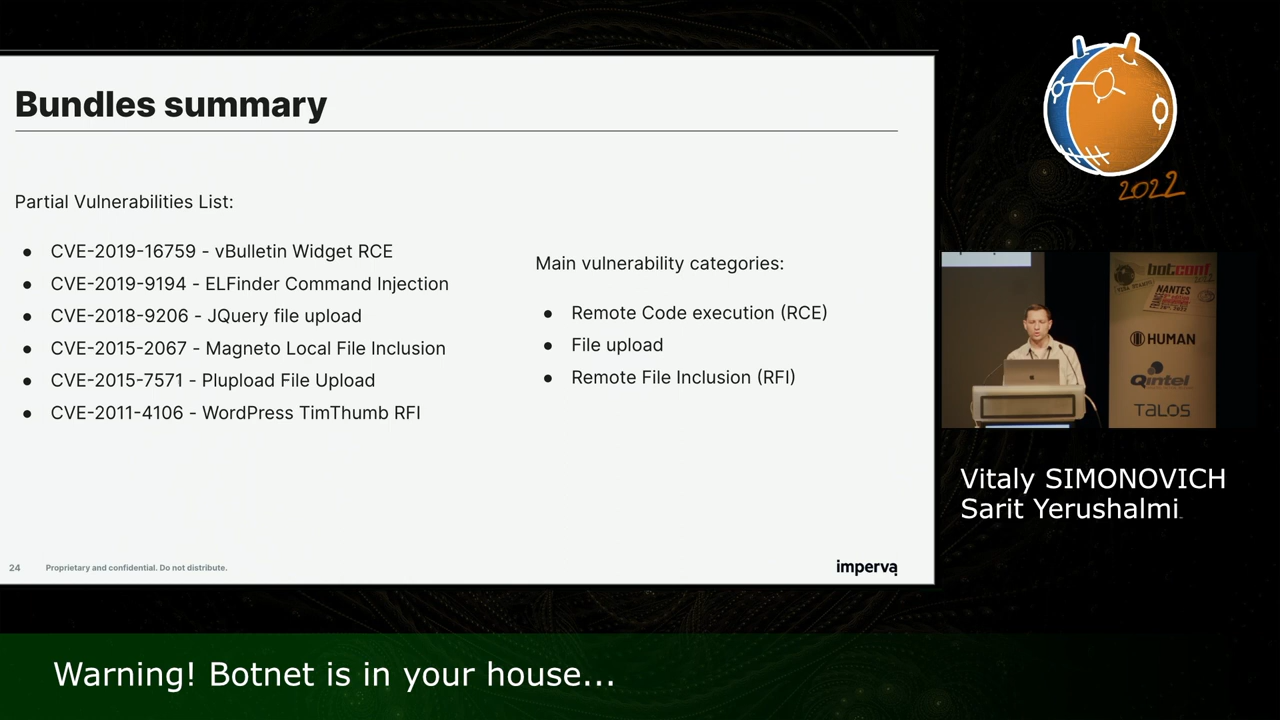 Bundles summary
Partial Vulnerabilities List:
● CVE-2019-16759 - vBulletin Widget RCE
● CVE-2019-9194 - ELFinder Command Injection
● CVE-2018-9206 - JQuery file upload
● CVE-2015-2067 - Magneto Local File Inclusion
● CVE-2015-7571 - Plupload File Upload
● CVE-2011-4106 - WordPress TimThumb RFI
Main vulnerability categories:
● Remote Code execution (RCE)
● File upload
● Remote File Inclusion (RFI)
24
Proprietary and confidential. Do not distribute.
imperva
2022
botconf
NANTES
HUMAN
Qintel
TALOS
Vitaly SIMONOVICH
Sarit Yerushalmi
Warning! Botnet is in your house...